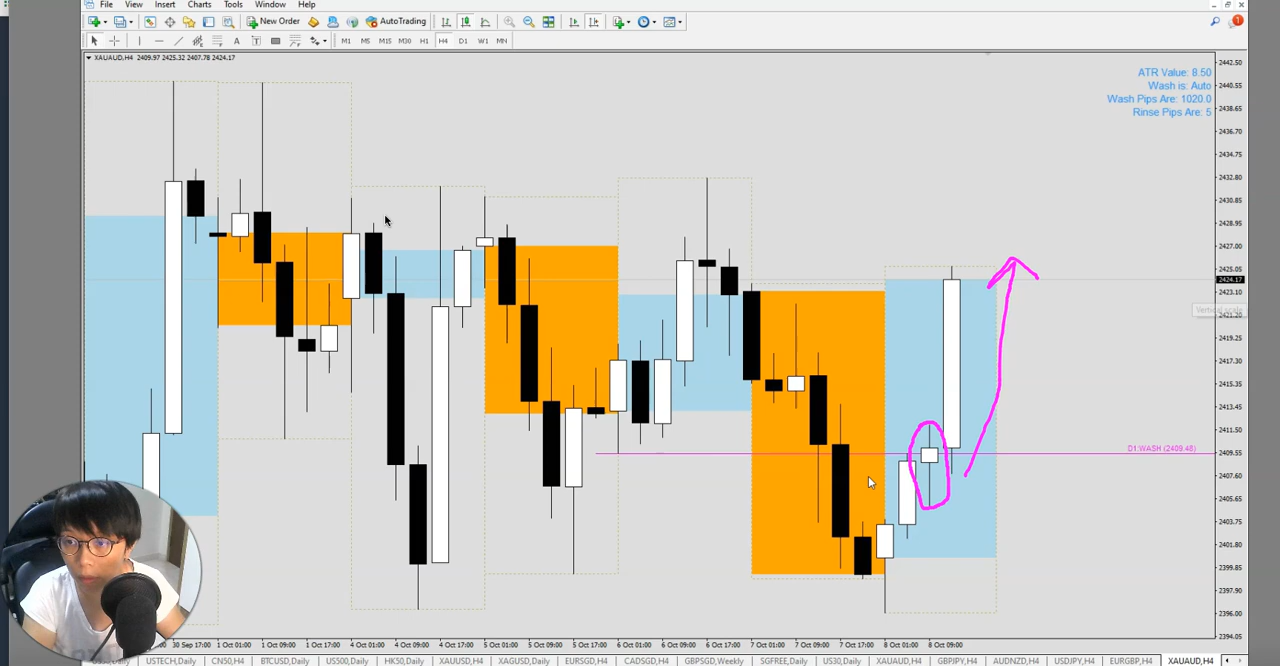 File View Insert Charts Tools Window Help
New Order AutoTrading
A T M1 M5 M15 M30 H1 H4 D1 W1 MN
XAUAUD,H4 2409.97 2425.32 2407.78 2424.17
ATR Value: 8.50
Wash is: Auto
Wash Pips Are: 1020.0
Rinse Pips Are: 5
2442.50
2440.55
2438.65
2436.70
2434.75
2432.80
2430.85
2428.95
2427.00
2425.05
2424.17
2423.10
Vertical scale
2419.25
2417.30
2415.35
2413.45
2411.50
D1:WASH (2409.48)
2409.55
2407.60
2405.65
2403.75
2401.80
2399.85
2397.90
2396.00
2394.05
30 Sep 17:00 1 Oct 01:00 1 Oct 09:00 1 Oct 17:00 4 Oct 01:00 4 Oct 09:00 4 Oct 17:00 5 Oct 01:00 5 Oct 09:00 5 Oct 17:00 6 Oct 01:00 6 Oct 09:00 6 Oct 17:00 7 Oct 01:00 7 Oct 09:00 7 Oct 17:00 8 Oct 01:00 8 Oct 09:00
USTECH,Daily CN50,H4 BTCUSD,Daily US500,Daily HK50,Daily XAUUSD,H4 XAGUSD,Daily EURSGD,H4 CADSGD,H4 GBPSGD,Weekly SGFREE,Daily US30,Daily XAUAUD,H4 GBPJPY,H4 AUDNZD,H4 USDJPY,H4 EURGBP,H4 XAUAUD,H4